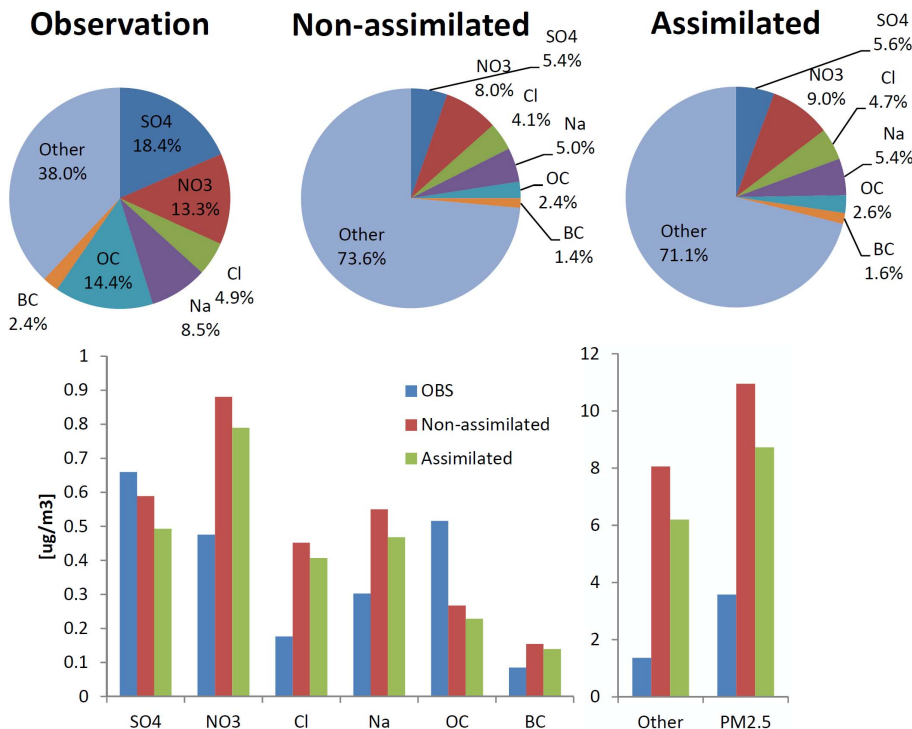 Observation
Non-assimilated
Assimilated
SO4
18.4%
NO3
13.3%
Cl
4.9%
Na
8.5%
OC
14.4%
BC
2.4%
Other
38.0%
SO4
5.4%
NO3
8.0%
Cl
4.1%
Na
5.0%
OC
2.4%
BC
1.4%
Other
73.6%
SO4
5.6%
NO3
9.0%
Cl
4.7%
Na
5.4%
OC
2.6%
BC
1.6%
Other
71.1%
[ug/m3]
1
0.9
0.8
0.7
0.6
0.5
0.4
0.3
0.2
0.1
0
SO4 NO3 Cl Na OC BC
OBS
Non-assimilated
Assimilated
12
10
8
6
4
2
0
Other PM2.5